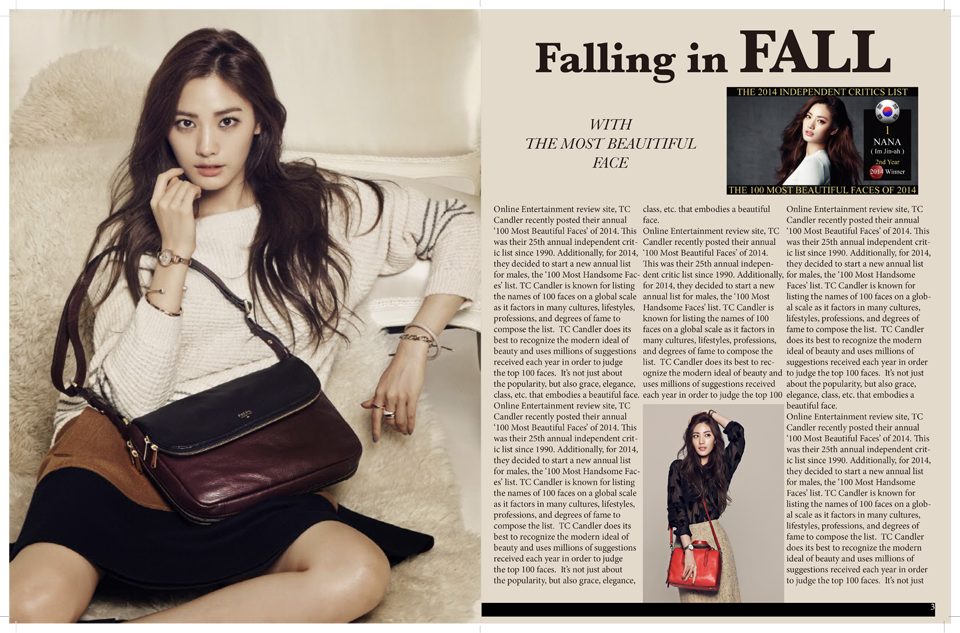 Falling in FALL
WITH
THE MOST BEAUITIFUL
FACE
THE 2014 INDEPENDENT CRITICS LIST
1
NANA
( Im Jin-ah )
2nd Year
2014 Winner
THE 100 MOST BEAUTIFUL FACES OF 2014
Online Entertainment review site, TC
Candler recently posted their annual
‘100 Most Beautiful Faces’ of 2014. This
was their 25th annual independent crit-
ic list since 1990. Additionally, for 2014,
they decided to start a new annual list
for males, the ‘100 Most Handsome Fac-
es’ list. TC Candler is known for listing
the names of 100 faces on a global scale
as it factors in many cultures, lifestyles,
professions, and degrees of fame to
compose the list.  TC Candler does its
best to recognize the modern ideal of
beauty and uses millions of suggestions
received each year in order to judge
the top 100 faces.  It’s not just about
the popularity, but also grace, elegance,
class, etc. that embodies a beautiful face.
Online Entertainment review site, TC
Candler recently posted their annual
‘100 Most Beautiful Faces’ of 2014. This
was their 25th annual independent crit-
ic list since 1990. Additionally, for 2014,
they decided to start a new annual list
for males, the ‘100 Most Handsome Fac-
es’ list. TC Candler is known for listing
the names of 100 faces on a global scale
as it factors in many cultures, lifestyles,
professions, and degrees of fame to
compose the list.  TC Candler does its
best to recognize the modern ideal of
beauty and uses millions of suggestions
received each year in order to judge
the top 100 faces.  It’s not just about
the popularity, but also grace, elegance,
class, etc. that embodies a beautiful
face.
Online Entertainment review site, TC
Candler recently posted their annual
‘100 Most Beautiful Faces’ of 2014.
This was their 25th annual indepen-
dent critic list since 1990. Additionally,
for 2014, they decided to start a new
annual list for males, the ‘100 Most
Handsome Faces’ list. TC Candler is
known for listing the names of 100
faces on a global scale as it factors in
many cultures, lifestyles, professions,
and degrees of fame to compose the
list.  TC Candler does its best to rec-
ognize the modern ideal of beauty and
uses millions of suggestions received
each year in order to judge the top 100
Online Entertainment review site, TC
Candler recently posted their annual
‘100 Most Beautiful Faces’ of 2014. This
was their 25th annual independent crit-
ic list since 1990. Additionally, for 2014,
they decided to start a new annual list
for males, the ‘100 Most Handsome
Faces’ list. TC Candler is known for
listing the names of 100 faces on a glob-
al scale as it factors in many cultures,
lifestyles, professions, and degrees of
fame to compose the list.  TC Candler
does its best to recognize the modern
ideal of beauty and uses millions of
suggestions received each year in order
to judge the top 100 faces.  It’s not just
about the popularity, but also grace,
elegance, class, etc. that embodies a
beautiful face.
Online Entertainment review site, TC
Candler recently posted their annual
‘100 Most Beautiful Faces’ of 2014. This
was their 25th annual independent crit-
ic list since 1990. Additionally, for 2014,
they decided to start a new annual list
for males, the ‘100 Most Handsome
Faces’ list. TC Candler is known for
listing the names of 100 faces on a glob-
al scale as it factors in many cultures,
lifestyles, professions, and degrees of
fame to compose the list.  TC Candler
does its best to recognize the modern
ideal of beauty and uses millions of
suggestions received each year in order
to judge the top 100 faces.  It’s not just
3